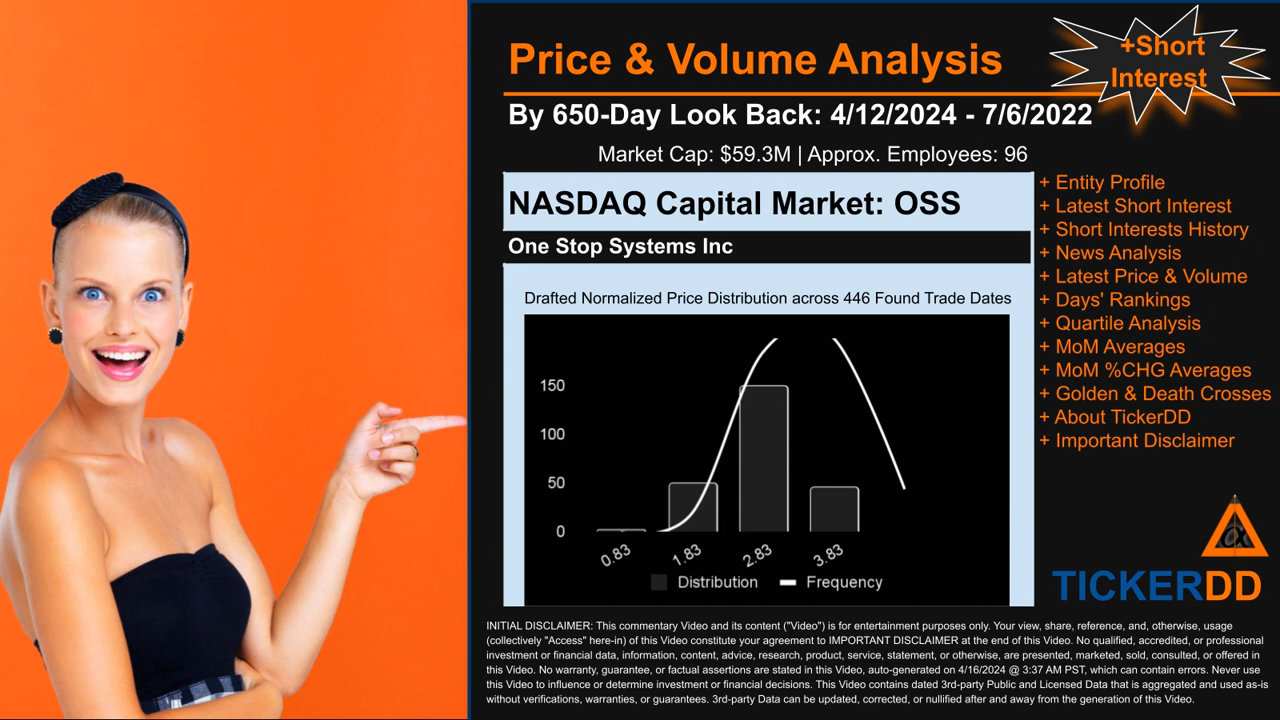 Price & Volume Analysis
+Short
Interest
By 650-Day Look Back: 4/12/2024 - 7/6/2022
Market Cap: $59.3M | Approx. Employees: 96
NASDAQ Capital Market: OSS
One Stop Systems Inc
Drafted Normalized Price Distribution across 446 Found Trade Dates
150
100
50
0
0.83
1.83
2.83
3.83
Distribution
Frequency
+ Entity Profile
+ Latest Short Interest
+ Short Interests History
+ News Analysis
+ Latest Price & Volume
+ Days' Rankings
+ Quartile Analysis
+ MoM Averages
+ MoM %CHG Averages
+ Golden & Death Crosses
+ About TickerDD
+ Important Disclaimer
TICKERDD
INITIAL DISCLAIMER: This commentary Video and its content ("Video") is for entertainment purposes only. Your view, share, reference, and, otherwise, usage
(collectively "Access" here-in) of this Video constitute your agreement to IMPORTANT DISCLAIMER at the end of this Video. No qualified, accredited, or professional
investment or financial data, information, content, advice, research, product, service, statement, or otherwise, are presented, marketed, sold, consulted, or offered in
this Video. No warranty, guarantee, or factual assertions are stated in this Video, auto-generated on 4/16/2024 @ 3:37 AM PST, which can contain errors. Never use
this Video to influence or determine investment or financial decisions. This Video contains dated 3rd-party Public and Licensed Data that is aggregated and used as-is
without verifications, warranties, or guarantees. 3rd-party Data can be updated, corrected, or nullified after and away from the generation of this Video.